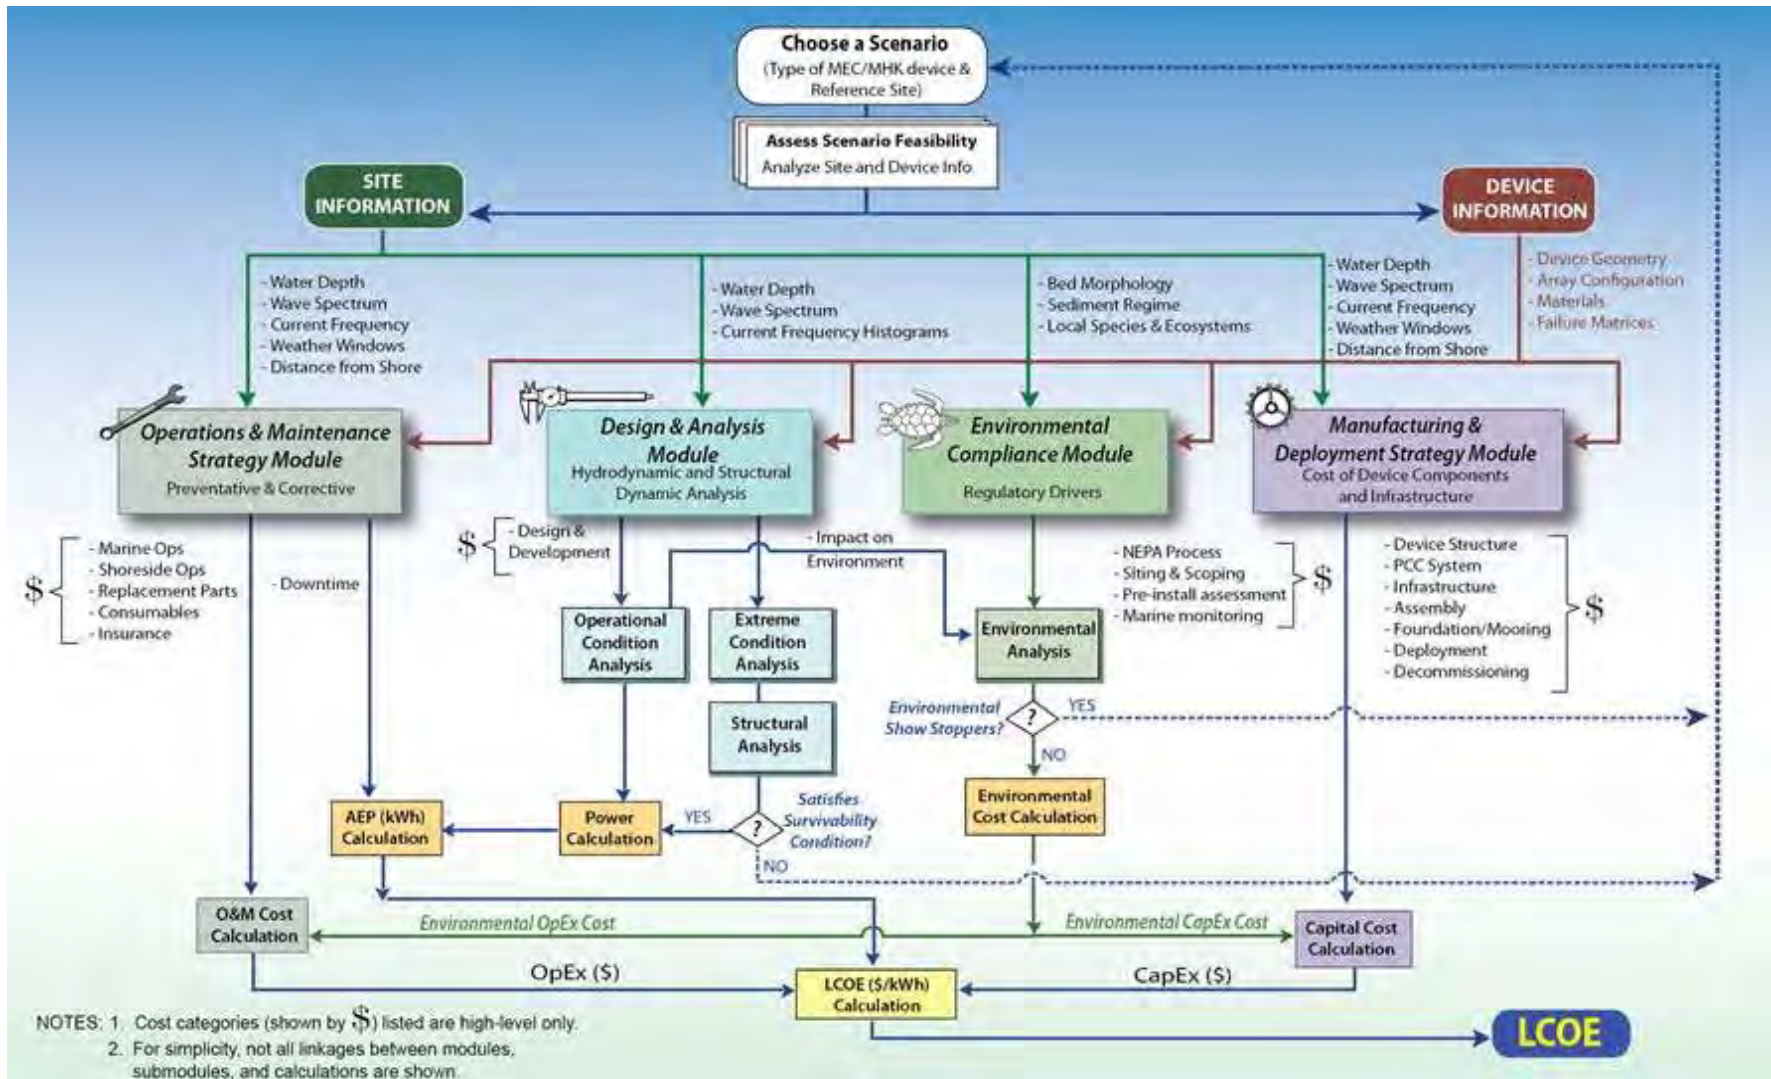 Choose a Scenario
(Type of MEC/MHK device &
Reference Site)
Assess Scenario Feasibility
Analyze Site and Device Info
SITE
INFORMATION
DEVICE
INFORMATION
- Water Depth
- Wave Spectrum
- Current Frequency
- Weather Windows
- Distance from Shore
- Water Depth
- Wave Spectrum
- Current Frequency Histograms
- Bed Morphology
- Sediment Regime
- Local Species & Ecosystems
- Water Depth
- Wave Spectrum
- Current Frequency
- Weather Windows
- Distance from Shore
- Device Geometry
- Array Configuration
- Materials
- Failure Matrices
Operations & Maintenance
Strategy Module
Preventative & Corrective
Design & Analysis
Module
Hydrodynamic and Structural
Dynamic Analysis
Environmental
Compliance Module
Regulatory Drivers
Manufacturing &
Deployment Strategy Module
Cost of Device Components
and Infrastructure
$
- Marine Ops
- Shoreside Ops
- Replacement Parts
- Consumables
- Insurance
- Downtime
$
- Design &
Development
- Impact on
Environment
- NEPA Process
- Siting & Scoping
- Pre-install assessment
- Marine monitoring
$
- Device Structure
- PCC System
- Infrastructure
- Assembly
- Foundation/Mooring
- Deployment
- Decommissioning
$
Operational
Condition
Analysis
Extreme
Condition
Analysis
Environmental
Analysis
Structural
Analysis
Environmental
Show Stoppers?
?
YES
NO
AEP (kWh)
Calculation
Power
Calculation
YES
?
Satisfies
Survivability
Condition?
NO
Environmental
Cost Calculation
O&M Cost
Calculation
Environmental OpEx Cost
Environmental CapEx Cost
Capital Cost
Calculation
OpEx ($)
LCOE ($/kWh)
Calculation
CapEx ($)
LCOE
NOTES: 1. Cost categories (shown by $) listed are high-level only.
2. For simplicity, not all linkages between modules,
submodules, and calculations are shown